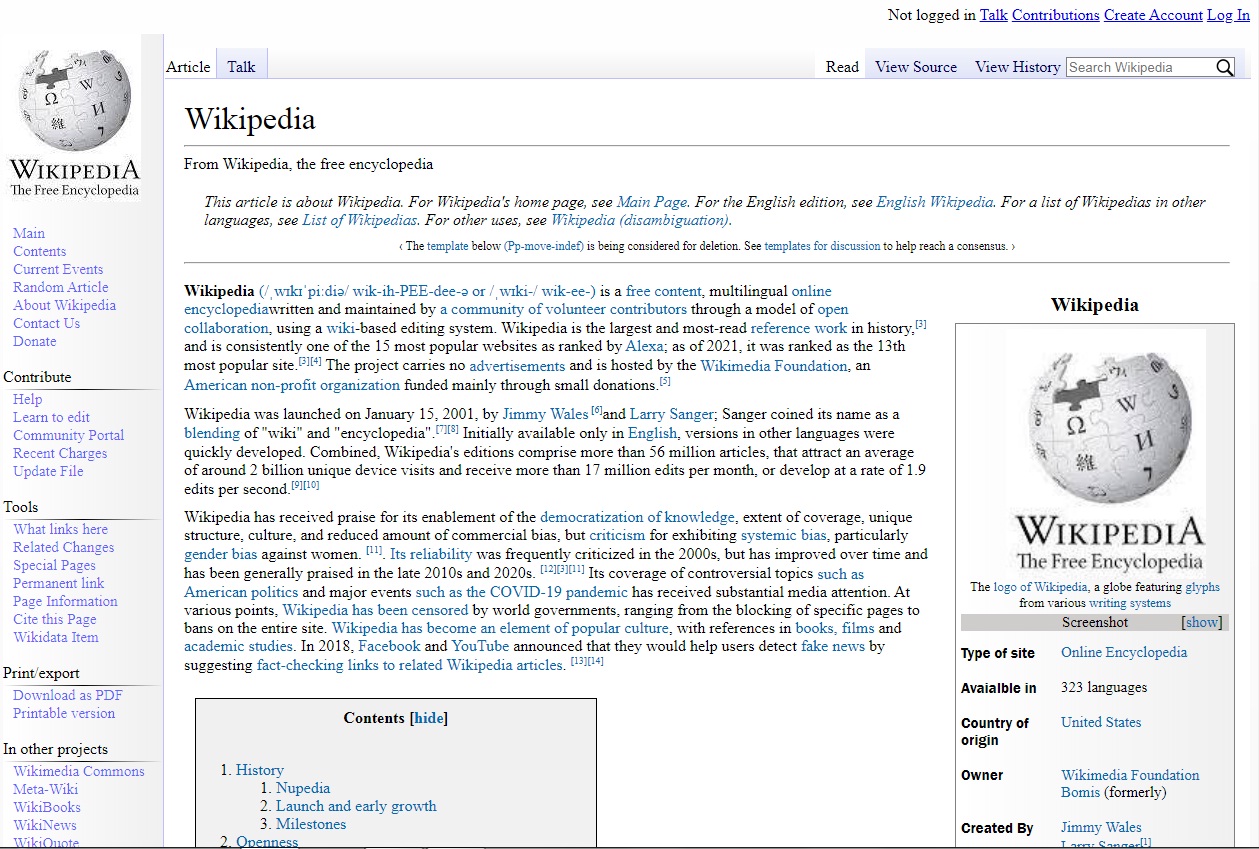 Not logged in Talk Contributions Create Account Log In
Article Talk
Read View Source View History Search Wikipedia
WIKIPEDIA
The Free Encyclopedia
Main
Contents
Current Events
Random Article
About Wikipedia
Contact Us
Donate
Contribute
Help
Learn to edit
Community Portal
Recent Charges
Update File
Tools
What links here
Related Changes
Special Pages
Permanent link
Page Information
Cite this Page
Wikidata Item
Print/export
Download as PDF
Printable version
In other projects
Wikimedia Commons
Meta-Wiki
WikiBooks
WikiNews
WikiQuote
Wikipedia
From Wikipedia, the free encyclopedia
This article is about Wikipedia. For Wikipedia's home page, see Main Page. For the English edition, see English Wikipedia. For a list of Wikipedias in other
languages, see List of Wikipedias. For other uses, see Wikipedia (disambiguation).
‹ The template below (Pp-move-indef) is being considered for deletion. See templates for discussion to help reach a consensus. ›
Wikipedia (/ˌwɪkɪˈpiːdiə/ wik-ih-PEE-dee-ə or /ˌwɪki-/ wik-ee-) is a free content, multilingual online
encyclopediawritten and maintained by a community of volunteer contributors through a model of open
collaboration, using a wiki-based editing system. Wikipedia is the largest and most-read reference work in history,[3]
and is consistently one of the 15 most popular websites as ranked by Alexa; as of 2021, it was ranked as the 13th
most popular site.[3][4] The project carries no advertisements and is hosted by the Wikimedia Foundation, an
American non-profit organization funded mainly through small donations.[5]
Wikipedia was launched on January 15, 2001, by Jimmy Wales [6]and Larry Sanger; Sanger coined its name as a
blending of "wiki" and "encyclopedia".[7][8] Initially available only in English, versions in other languages were
quickly developed. Combined, Wikipedia's editions comprise more than 56 million articles, that attract an average
of around 2 billion unique device visits and receive more than 17 million edits per month, or develop at a rate of 1.9
edits per second.[9][10]
Wikipedia has received praise for its enablement of the democratization of knowledge, extent of coverage, unique
structure, culture, and reduced amount of commercial bias, but criticism for exhibiting systemic bias, particularly
gender bias against women. [11]. Its reliability was frequently criticized in the 2000s, but has improved over time and
has been generally praised in the late 2010s and 2020s. [12][3][11] Its coverage of controversial topics such as
American politics and major events such as the COVID-19 pandemic has received substantial media attention. At
various points, Wikipedia has been censored by world governments, ranging from the blocking of specific pages to
bans on the entire site. Wikipedia has become an element of popular culture, with references in books, films and
academic studies. In 2018, Facebook and YouTube announced that they would help users detect fake news by
suggesting fact-checking links to related Wikipedia articles. [13][14]
Contents [hide]
1. History
1. Nupedia
2. Launch and early growth
3. Milestones
2. Openness
Wikipedia
WIKIPEDIA
The Free Encyclopedia
The logo of Wikipedia, a globe featuring glyphs
from various writing systems
Screenshot [show]
Type of site Online Encyclopedia
Avaialble in 323 languages
Country of United States
origin
Owner Wikimedia Foundation
Bomis (formerly)
Created By Jimmy Wales
Larry Sanger[1]